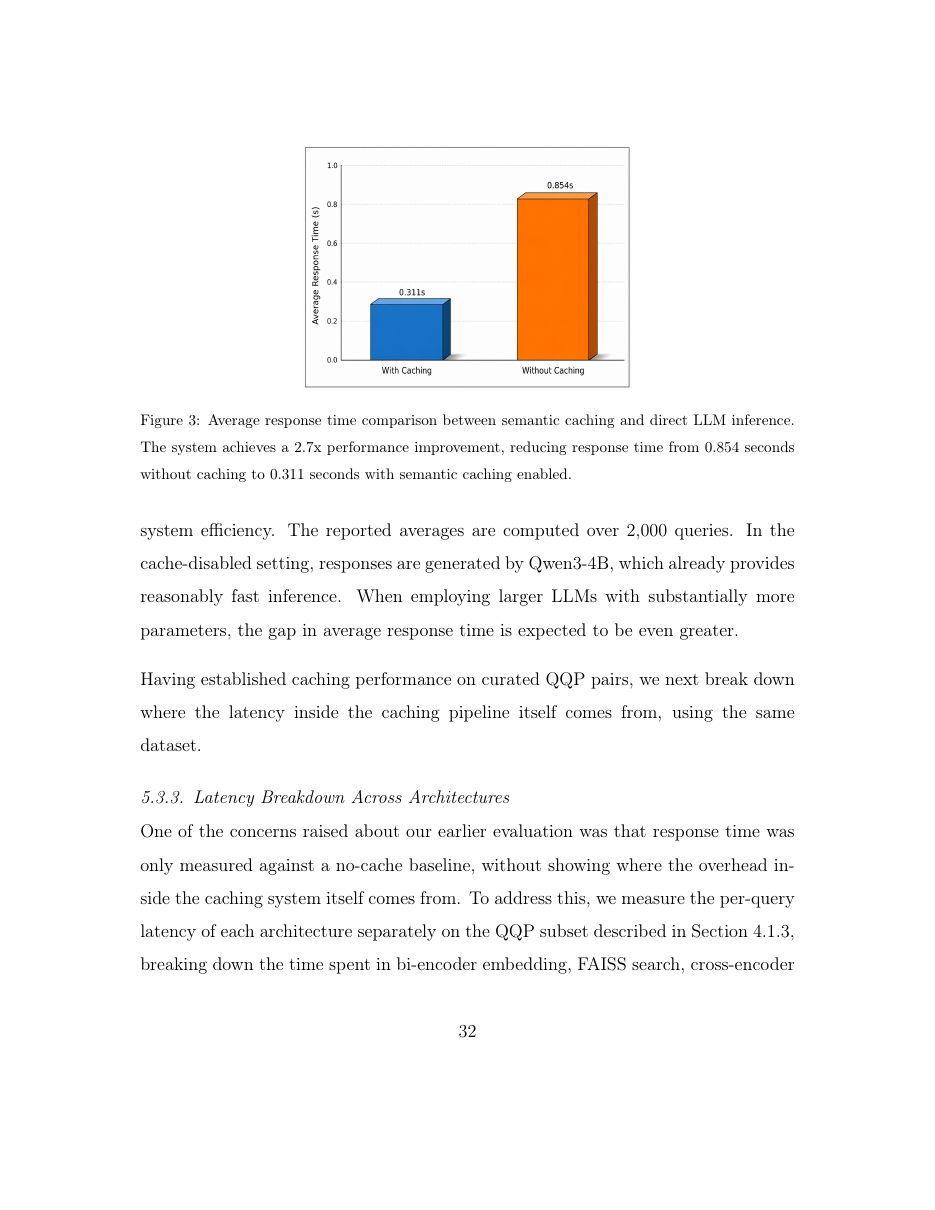 1.0
0.854s
0.8
0.6
0.4
0.311s
0.2
0.0
Average Response Time (s)
With Caching
Without Caching
Figure 3: Average response time comparison between semantic caching and direct LLM inference.
The system achieves a 2.7x performance improvement, reducing response time from 0.854 seconds
without caching to 0.311 seconds with semantic caching enabled.
system efficiency. The reported averages are computed over 2,000 queries. In the
cache-disabled setting, responses are generated by Qwen3-4B, which already provides
reasonably fast inference. When employing larger LLMs with substantially more
parameters, the gap in average response time is expected to be even greater.
Having established caching performance on curated QQP pairs, we next break down
where the latency inside the caching pipeline itself comes from, using the same
dataset.
5.3.3. Latency Breakdown Across Architectures
One of the concerns raised about our earlier evaluation was that response time was
only measured against a no-cache baseline, without showing where the overhead in-
side the caching system itself comes from. To address this, we measure the per-query
latency of each architecture separately on the QQP subset described in Section 4.1.3,
breaking down the time spent in bi-encoder embedding, FAISS search, cross-encoder
32